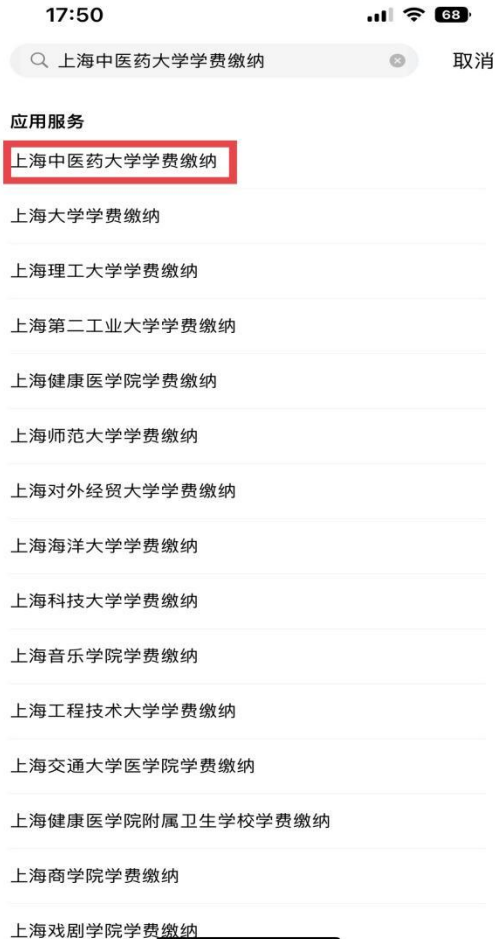 17:50
68
上海中医药大学学费缴纳
取消
应用服务
上海中医药大学学费缴纳
上海大学学费缴纳
上海理工大学学费缴纳
上海第二工业大学学费缴纳
上海健康医学院学费缴纳
上海师范大学学费缴纳
上海对外经贸大学学费缴纳
上海海洋大学学费缴纳
上海科技大学学费缴纳
上海音乐学院学费缴纳
上海工程技术大学学费缴纳
上海交通大学医学院学费缴纳
上海健康医学院附属卫生学校学费缴纳
上海商学院学费缴纳
上海戏剧学院学费缴纳